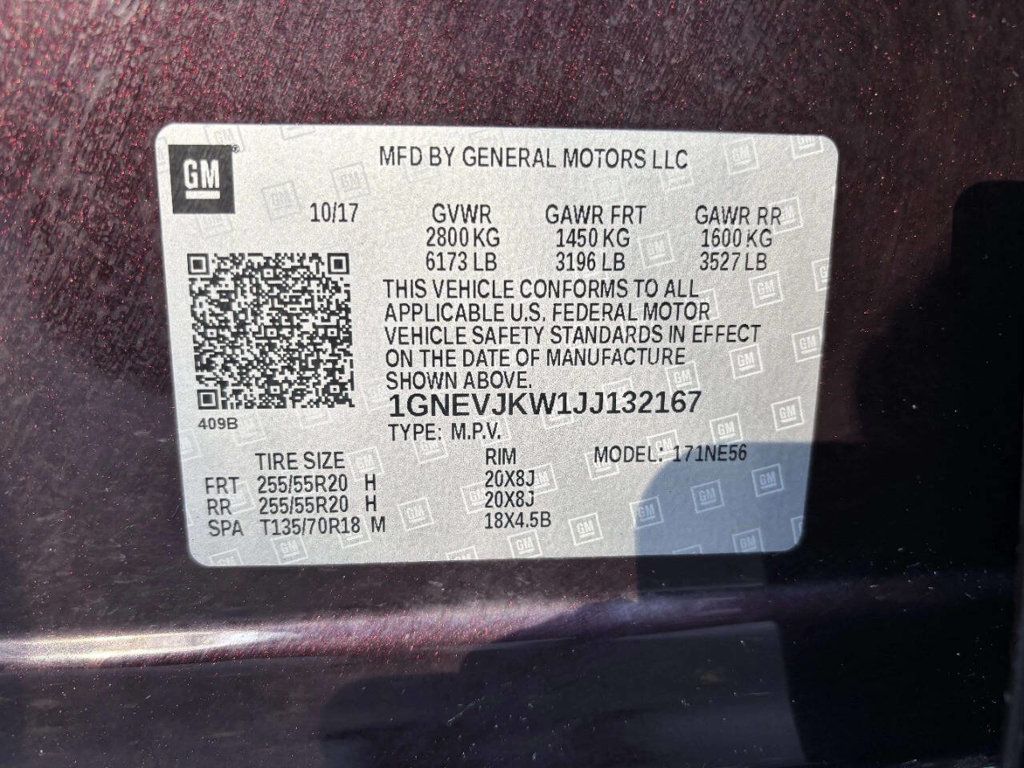 GM
MFD BY GENERAL MOTORS LLC
10/17 GVWR GAWR FRT GAWR RR
2800 KG 1450 KG 1600 KG
6173 LB 3196 LB 3527 LB
THIS VEHICLE CONFORMS TO ALL
APPLICABLE U.S. FEDERAL MOTOR
VEHICLE SAFETY STANDARDS IN EFFECT
ON THE DATE OF MANUFACTURE
SHOWN ABOVE.
1GNEVJKW1JJ132167
409B
TYPE: M.P.V.
TIRE SIZE RIM MODEL: 171NE56
FRT 255/55R20 H 20X8J
RR 255/55R20 H 20X8J
SPA T135/70R18 M 18X4.5B